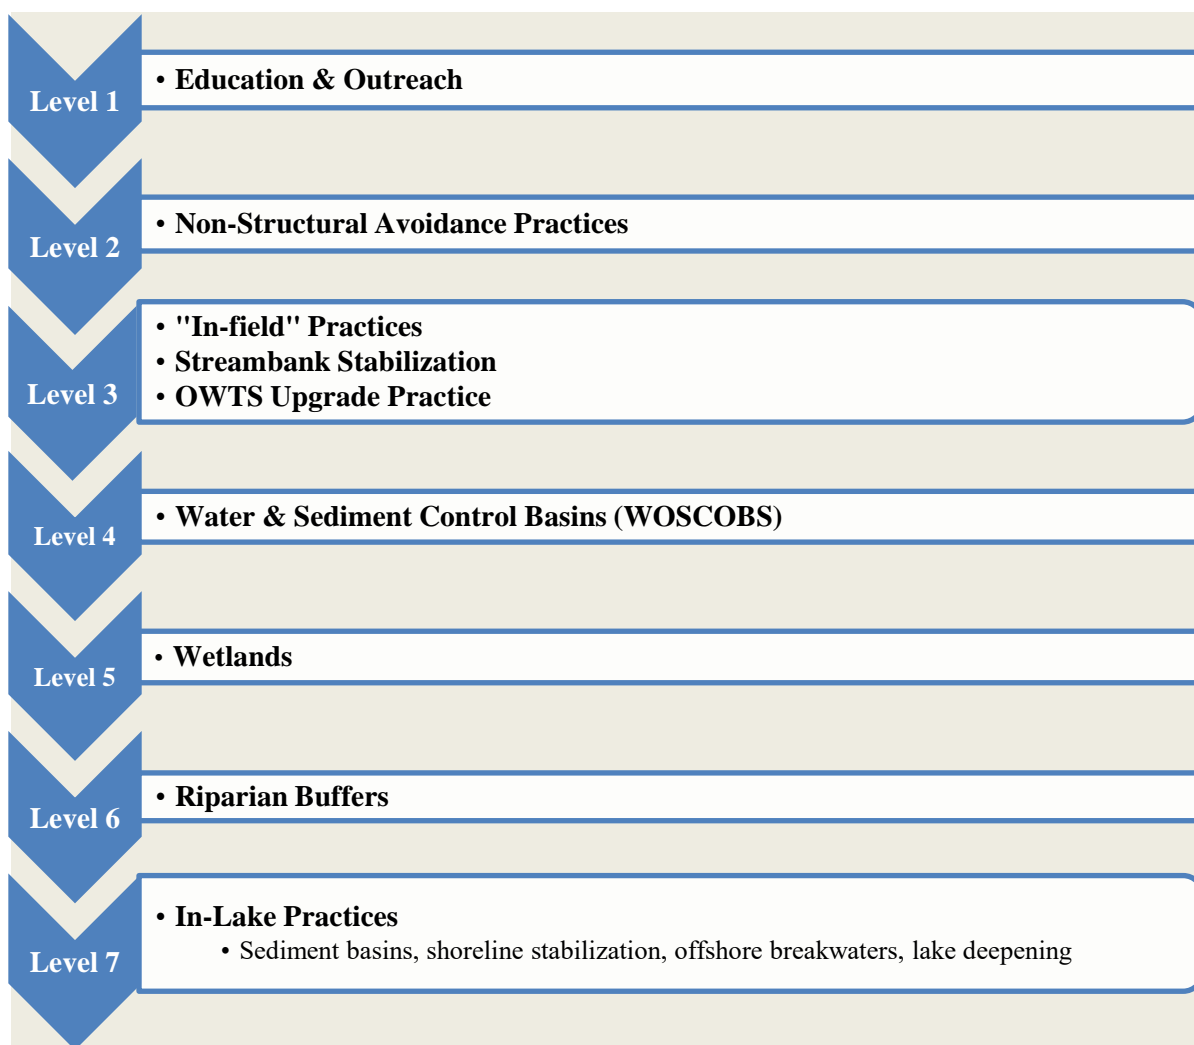 Level 1
• Education & Outreach
Level 2
• Non-Structural Avoidance Practices
Level 3
• "In-field" Practices
• Streambank Stabilization
• OWTS Upgrade Practice
Level 4
• Water & Sediment Control Basins (WOSCOBS)
Level 5
• Wetlands
Level 6
• Riparian Buffers
Level 7
• In-Lake Practices
• Sediment basins, shoreline stabilization, offshore breakwaters, lake deepening